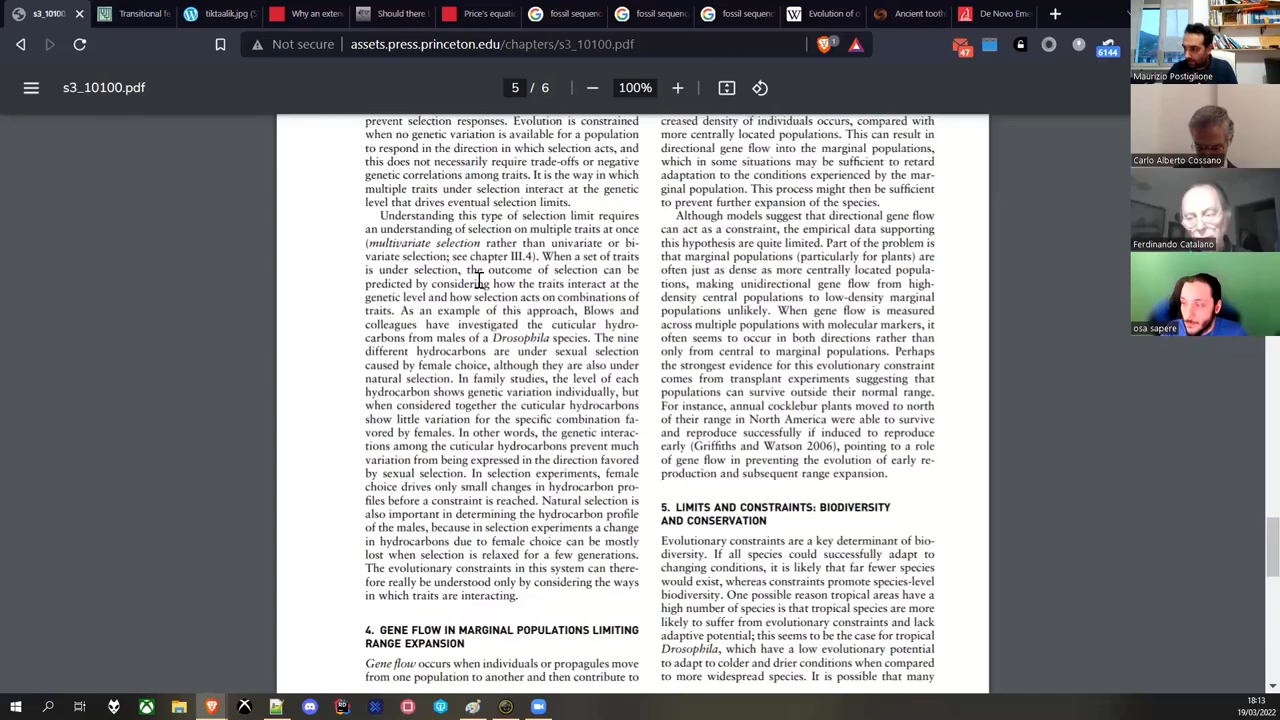 s3_10100
Transitional fe
tiktaalik.jpg (5
Why an exten
Should there b
Price's equati
fossil sequenc
fossil sequenc
fossil sequenc
Evolution of o
Ancient tooth
De Novo Eme
Not secure
assets.press.princeton.edu/chapters/s3_10100.pdf
47
6144
s3_10100.pdf
5 / 6
100%
prevent selection responses. Evolution is constrained
when no genetic variation is available for a population
to respond in the direction in which selection acts, and
this does not necessarily require trade-offs or negative
genetic correlations among traits. It is the way in which
multiple traits under selection interact at the genetic
level that drives eventual selection limits.
Understanding this type of selection limit requires
an understanding of selection on multiple traits at once
(multivariate selection rather than univariate or bi-
variate selection; see chapter III.4). When a set of traits
is under selection, the outcome of selection can be
predicted by considering how the traits interact at the
genetic level and how selection acts on combinations of
traits. As an example of this approach, Blows and
colleagues have investigated the cuticular hydro-
carbons from males of a Drosophila species. The nine
different hydrocarbons are under sexual selection
caused by female choice, although they are also under
natural selection. In family studies, the level of each
hydrocarbon shows genetic variation individually, but
when considered together the cuticular hydrocarbons
show little variation for the specific combination fa-
vored by females. In other words, the genetic interac-
tions among the cuticular hydrocarbons prevent much
variation from being expressed in the direction favored
by sexual selection. In selection experiments, female
choice drives only small changes in hydrocarbon pro-
files before a constraint is reached. Natural selection is
also important in determining the hydrocarbon profile
of the males, because in selection experiments a change
in hydrocarbons due to female choice can be mostly
lost when selection is relaxed for a few generations.
The evolutionary constraints in this system can there-
fore really be understood only by considering the ways
in which traits are interacting.
4. GENE FLOW IN MARGINAL POPULATIONS LIMITING
RANGE EXPANSION
Gene flow occurs when individuals or propagules move
from one population to another and then contribute to
creased density of individuals occurs, compared with
more centrally located populations. This can result in
directional gene flow into the marginal populations,
which in some situations may be sufficient to retard
adaptation to the conditions experienced by the mar-
ginal population. This process might then be sufficient
to prevent further expansion of the species.
Although models suggest that directional gene flow
can act as a constraint, the empirical data supporting
this hypothesis are quite limited. Part of the problem is
that marginal populations (particularly for plants) are
often just as dense as more centrally located popula-
tions, making unidirectional gene flow from high-
density central populations to low-density marginal
populations unlikely. When gene flow is measured
across multiple populations with molecular markers, it
often seems to occur in both directions rather than
only from central to marginal populations. Perhaps
the strongest evidence for this evolutionary constraint
comes from transplant experiments suggesting that
populations can survive outside their normal range.
For instance, annual cocklebur plants moved to north
of their range in North America were able to survive
and reproduce successfully if induced to reproduce
early (Griffiths and Watson 2006), pointing to a role
of gene flow in preventing the evolution of early re-
production and subsequent range expansion.
5. LIMITS AND CONSTRAINTS: BIODIVERSITY
AND CONSERVATION
Evolutionary constraints are a key determinant of bio-
diversity. If all species could successfully adapt to
changing conditions, it is likely that far fewer species
would exist, whereas constraints promote species-level
biodiversity. One possible reason tropical areas have a
high number of species is that tropical species are more
likely to suffer from evolutionary constraints and lack
adaptive potential; this seems to be the case for tropical
Drosophila, which have a low evolutionary potential
to adapt to colder and drier conditions when compared
to more widespread species. It is possible that many
Maurizio Postiglione
Carlo Alberto Cossano
Ferdinando Catalano
osa sapere
18:13
19/03/2022